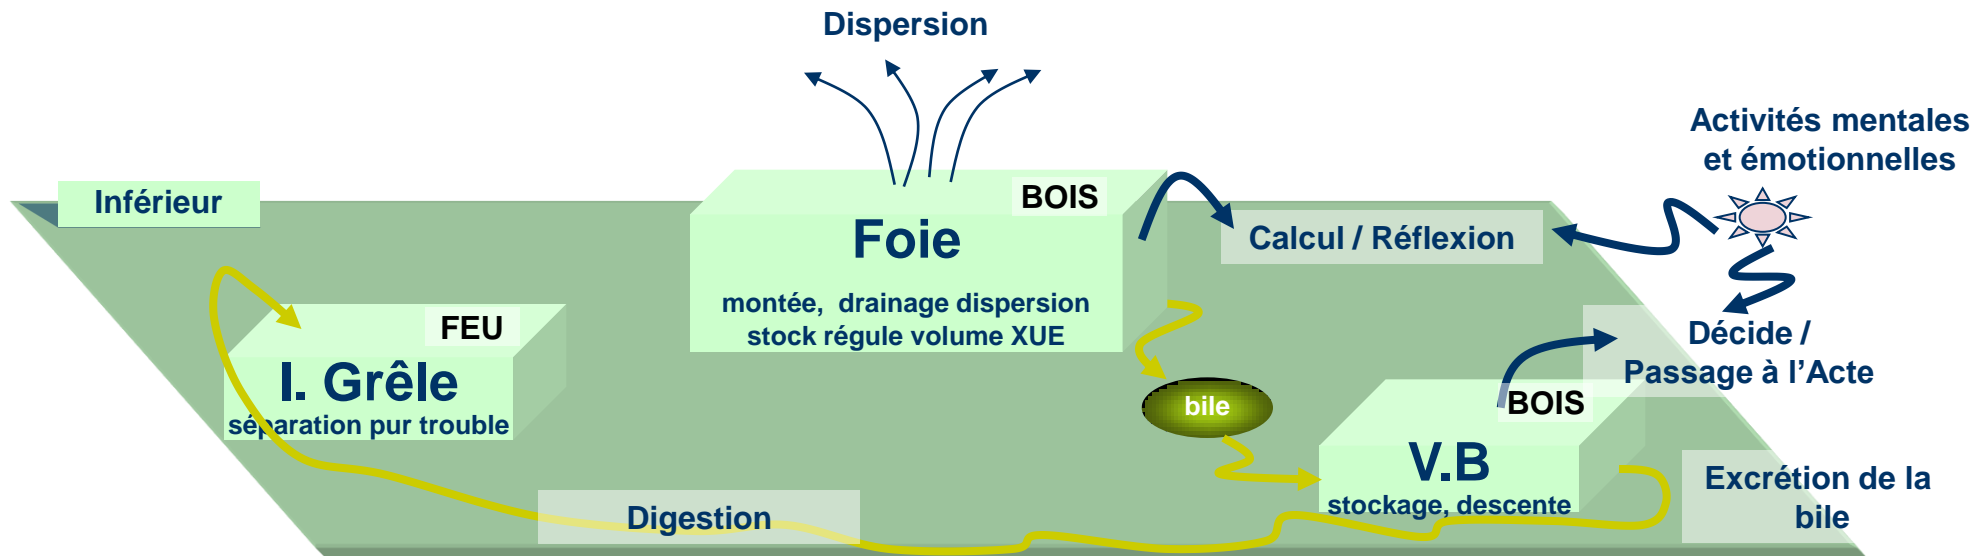 Dispersion
Activités mentales
et émotionnelles
Inférieur
BOIS
Foie
montée, drainage dispersion
stock régule volume XUE
Calcul / Réflexion
FEU
I. Grêle
séparation pur trouble
bile
Décide /
Passage à l’Acte
BOIS
V.B
stockage, descente
Excrétion de la
bile
Digestion